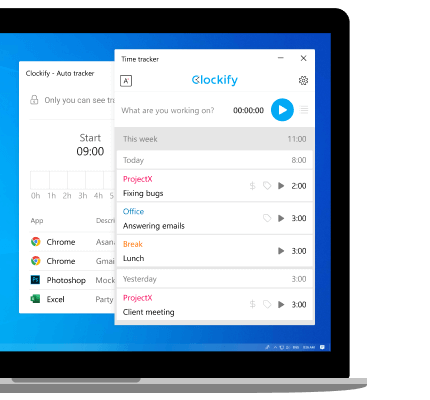 Time tracker
Clockify
What are you working on? 00:00:00
This week 11:00
Today 8:00
ProjectX
Fixing bugs
$ 2:00
Office
Answering emails
3:00
Break
Lunch
3:00
Yesterday 3:00
ProjectX
Client meeting
$ 3:00
Clockify - Auto tracker
Only you can see
Start
09:00
0h 1h 2h 3h 4h 5
App Descri
Chrome Asan
Chrome Gmai
Photoshop Mock
Excel Party